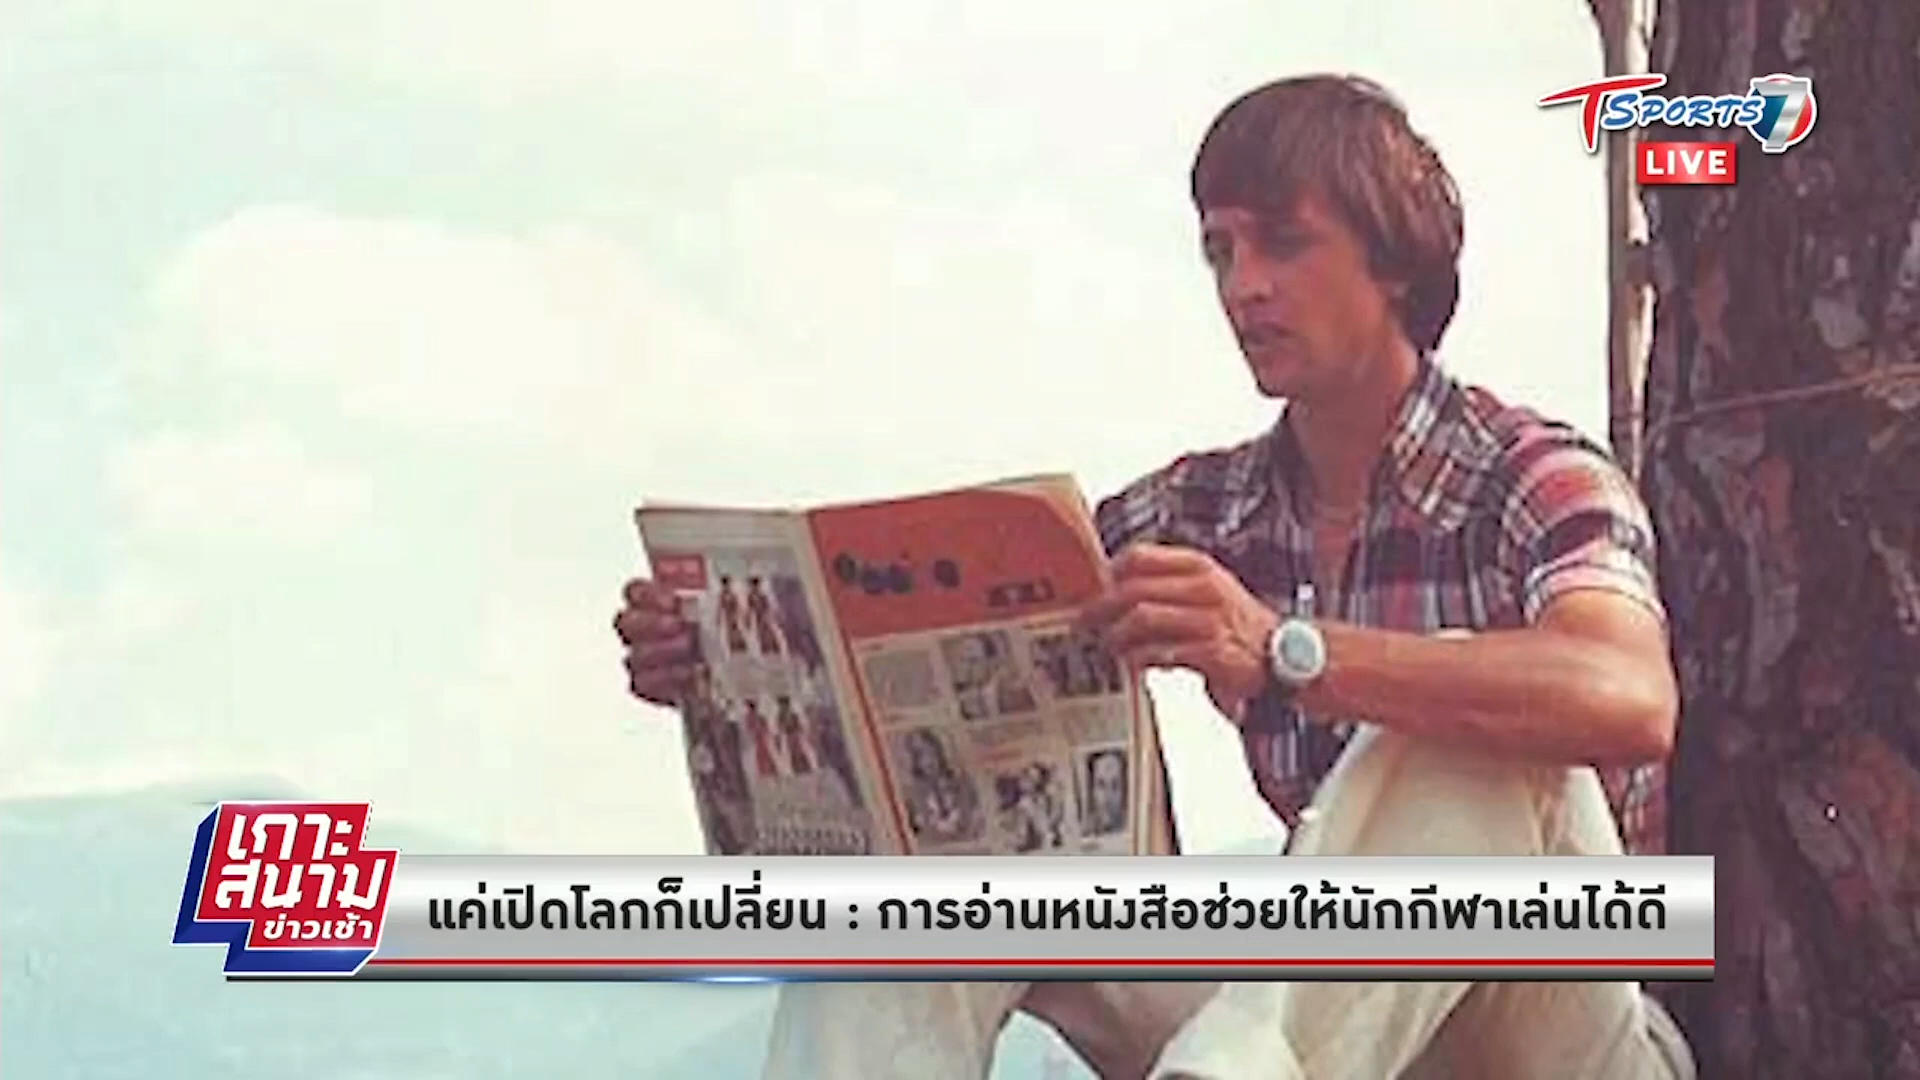 TSPORTS7
LIVE
เกาะ
สนาม
ข่าวเช้า
แค่เปิดโลกก็เปลี่ยน : การอ่านหนังสือช่วยให้นักกีฬาเล่นได้ดี